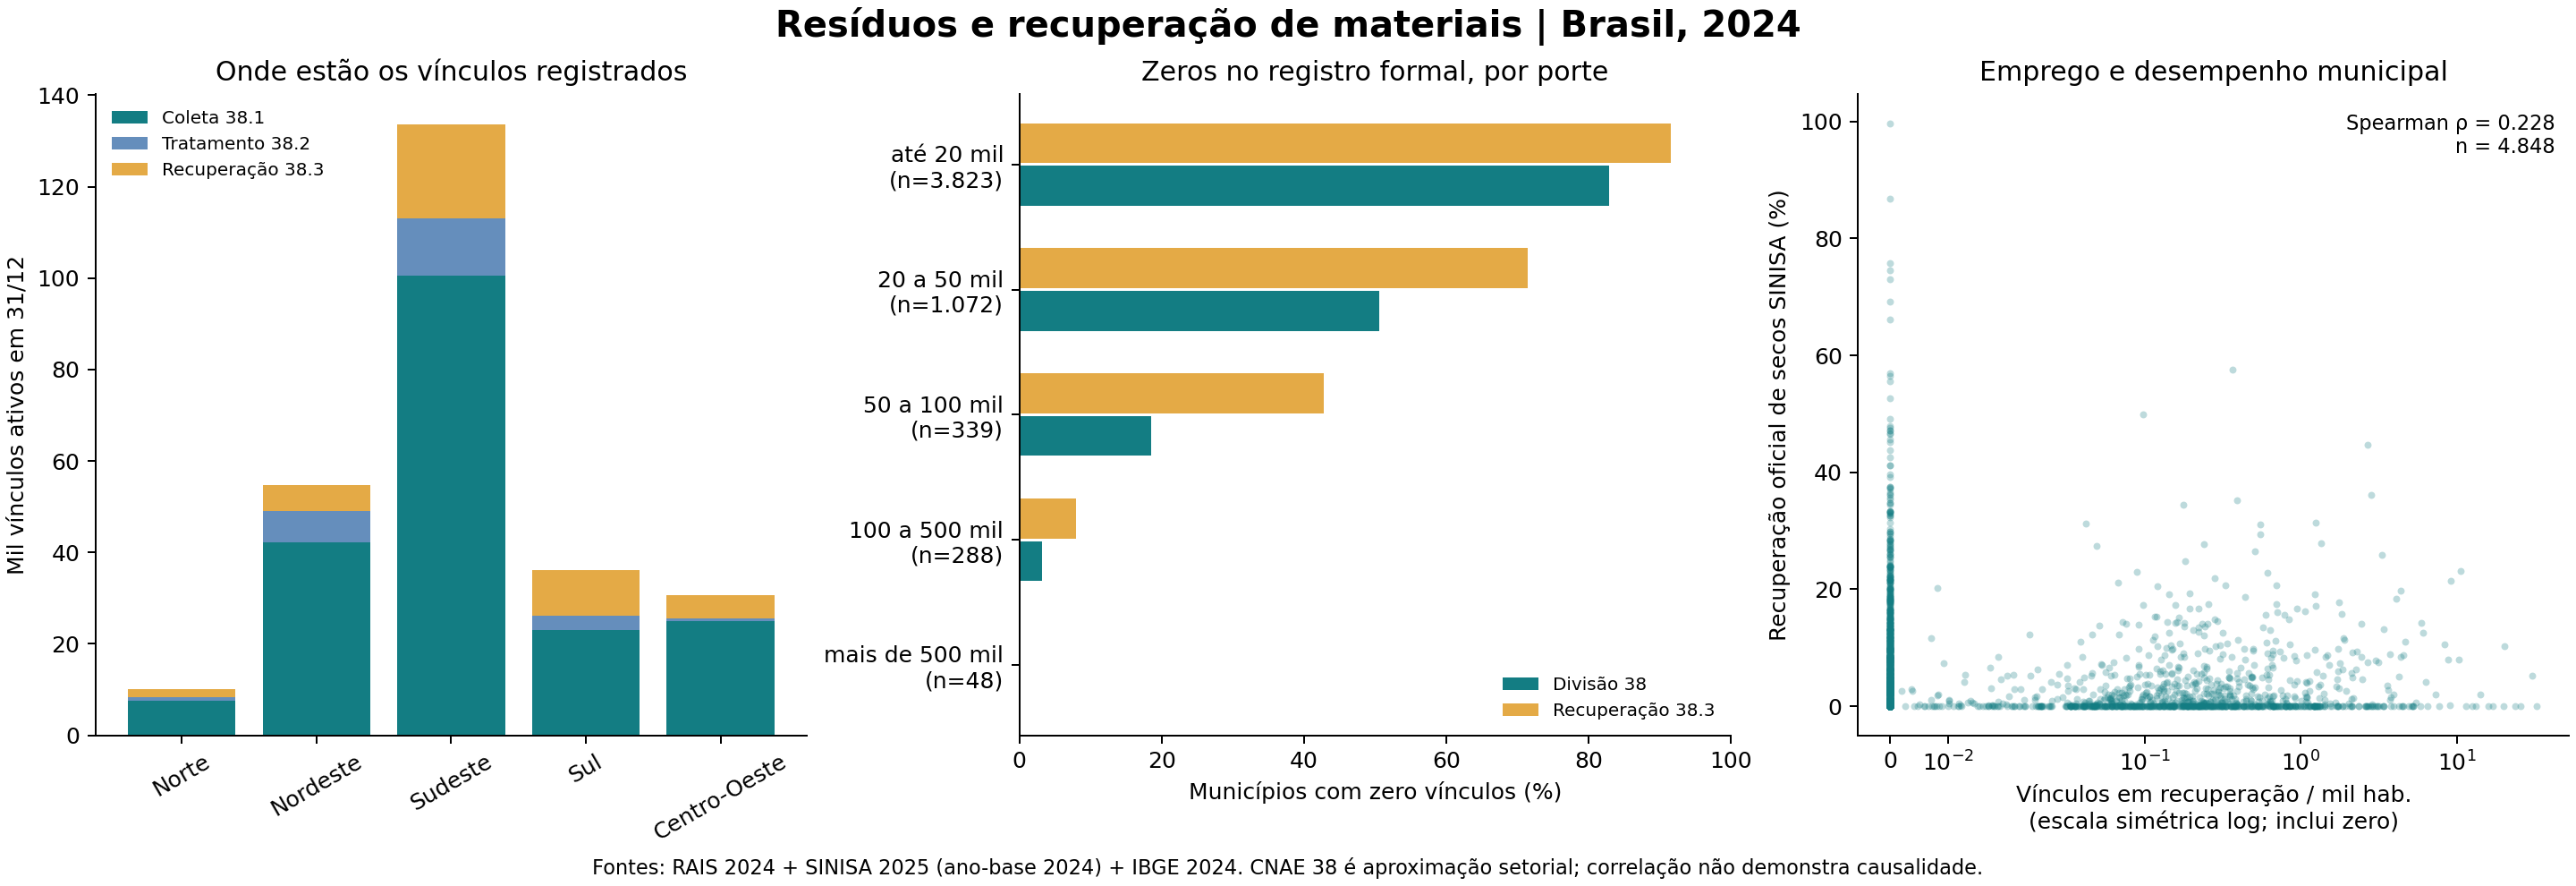 Resíduos e recuperação de materiais | Brasil, 2024
Onde estão os vínculos registrados
Mil vínculos ativos em 31/12
140
120
100
80
60
40
20
0
Coleta 38.1
Tratamento 38.2
Recuperação 38.3
Norte
Nordeste
Sudeste
Sul
Centro-Oeste
Zeros no registro formal, por porte
até 20 mil
(n=3.823)
20 a 50 mil
(n=1.072)
50 a 100 mil
(n=339)
100 a 500 mil
(n=288)
mais de 500 mil
(n=48)
Divisão 38
Recuperação 38.3
0
20
40
60
80
100
Municípios com zero vínculos (%)
Emprego e desempenho municipal
Recuperação oficial de secos SINISA (%)
100
80
60
40
20
0
Spearman ρ = 0.228
n = 4.848
0
10⁻²
10⁻¹
10⁰
10¹
Vínculos em recuperação / mil hab.
(escala simétrica log; inclui zero)
Fontes: RAIS 2024 + SINISA 2025 (ano-base 2024) + IBGE 2024. CNAE 38 é aproximação setorial; correlação não demonstra causalidade.